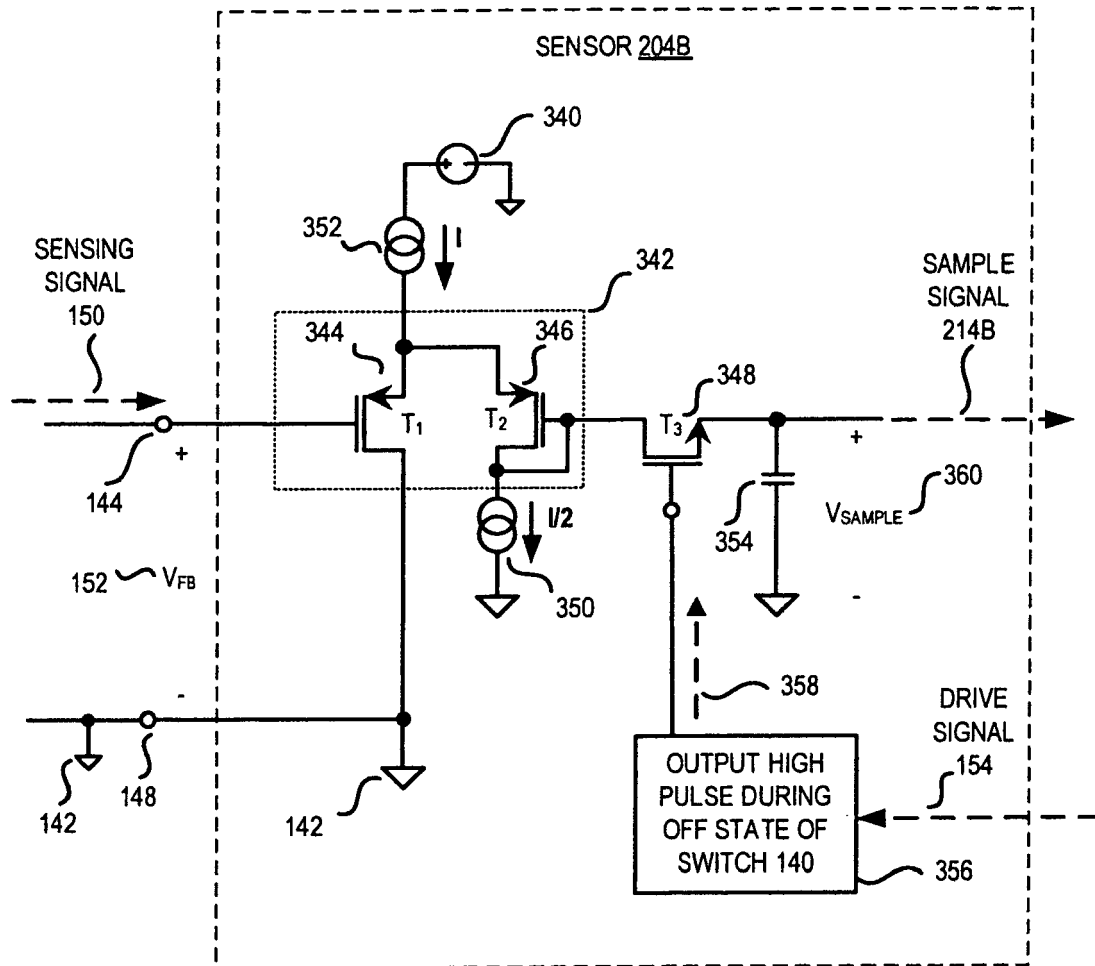 SENSOR 204B
340
352
I
SENSING
SIGNAL
150
342
SAMPLE
SIGNAL
214B
344
346
348
T1
T2
T3
+
+
144
I/2
354
VSAMPLE
360
152
VFB
350
-
-
358
DRIVE
SIGNAL
154
142
148
142
OUTPUT HIGH
PULSE DURING
OFF STATE OF
SWITCH 140
356
+
-